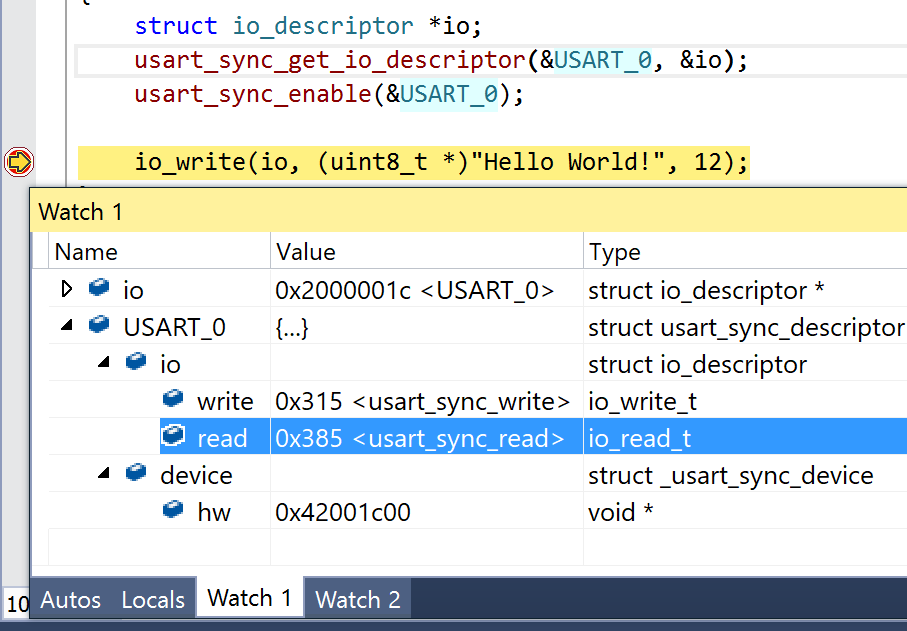 {
struct io_descriptor *io;
usart_sync_get_io_descriptor(&USART_0, &io);
usart_sync_enable(&USART_0);
io_write(io, (uint8_t *)"Hello World!", 12);
Watch 1
Name Value Type
io 0x2000001c <USART_0> struct io_descriptor *
USART_0 {...} struct usart_sync_descriptor
io struct io_descriptor
write 0x315 <usart_sync_write> io_write_t
read 0x385 <usart_sync_read> io_read_t
device struct _usart_sync_device
hw 0x42001c00 void *
10 Autos Locals Watch 1 Watch 2